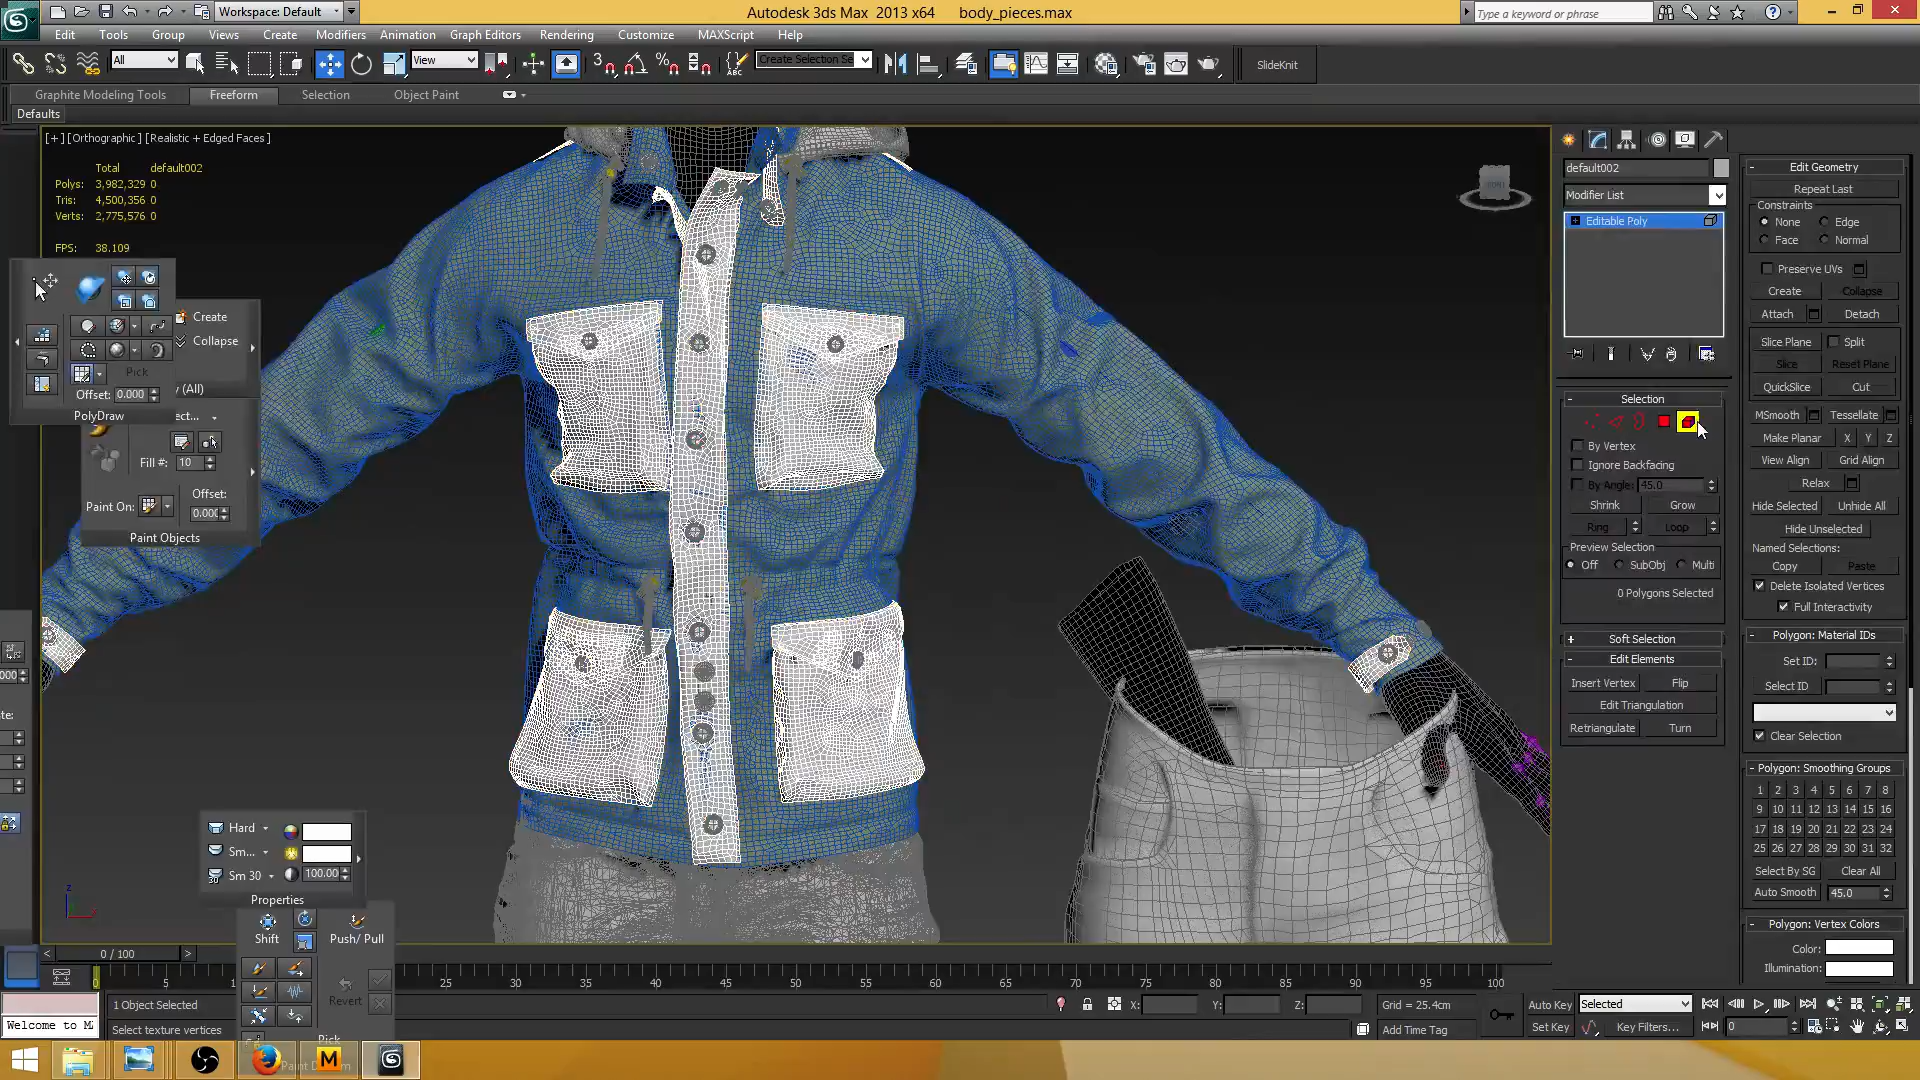 Workspace: Default
Autodesk 3ds Max 2013 x64 body_pieces.max
Type a keyword or phrase
Edit Tools Group Views Create Modifiers Animation Graph Editors Rendering Customize MAXScript Help
All View Create Selection Se SlideKnit
Graphite Modeling Tools Freeform Selection Object Paint
Defaults
[+] [Orthographic] [Realistic + Edged Faces]
Total default002
Polys: 3,982,329 0
Tris: 4,500,356 0
Verts: 2,775,576 0
FPS: 38.109
Create
Collapse
Pick
(All)
Offset: 0.000
PolyDraw
Fill #: 10
Offset:
Paint On: 0.00
Paint Objects
Hard
Sm...
Sm 30 100.00
Properties
Shift Push/ Pull
Revert
Pick
default002
Modifier List
Editable Poly
Selection
By Vertex
Ignore Backfacing
By Angle: 45.0
Shrink Grow
Ring Loop
Preview Selection
Off SubObj Multi
0 Polygons Selected
Soft Selection
Edit Elements
Insert Vertex Flip
Edit Triangulation
Retriangulate Turn
Edit Geometry
Repeat Last
Constraints
None Edge
Face Normal
Preserve UVs
Create Collapse
Attach Detach
Slice Plane Split
Slice Reset Plane
QuickSlice Cut
MSmooth Tessellate
Make Planar X Y Z
View Align Grid Align
Relax
Hide Selected Unhide All
Hide Unselected
Named Selections:
Copy Paste
Delete Isolated Vertices
Full Interactivity
Polygon: Material IDs
Set ID:
Select ID
Clear Selection
Polygon: Smoothing Groups
1 2 3 4 5 6 7 8
9 10 11 12 13 14 15 16
17 18 19 20 21 22 23 24
25 26 27 28 29 30 31 32
Select By SG Clear All
Auto Smooth 45.0
Polygon: Vertex Colors
Color:
Illumination:
< 0 / 100 >
0 5 25 30 35 40 45 50 55 60 65 70 75 80 85 90 95 100
1 Object Selected X: Y: Z: Grid = 25.4cm Auto Key Selected
Welcome to Select texture vertices Add Time Tag Set Key Key Filters... 0